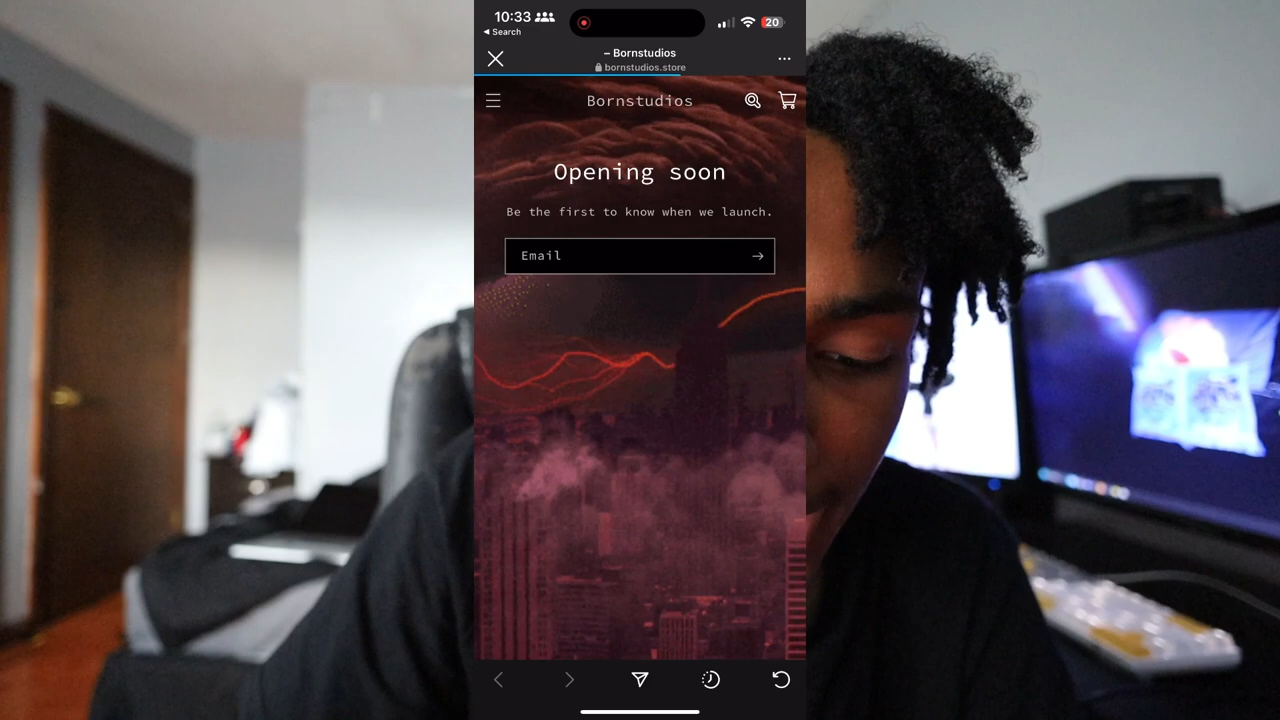 10:33
20
◀ Search
– Bornstudios
bornstudios.store
Bornstudios
Opening soon
Be the first to know when we launch.
Email